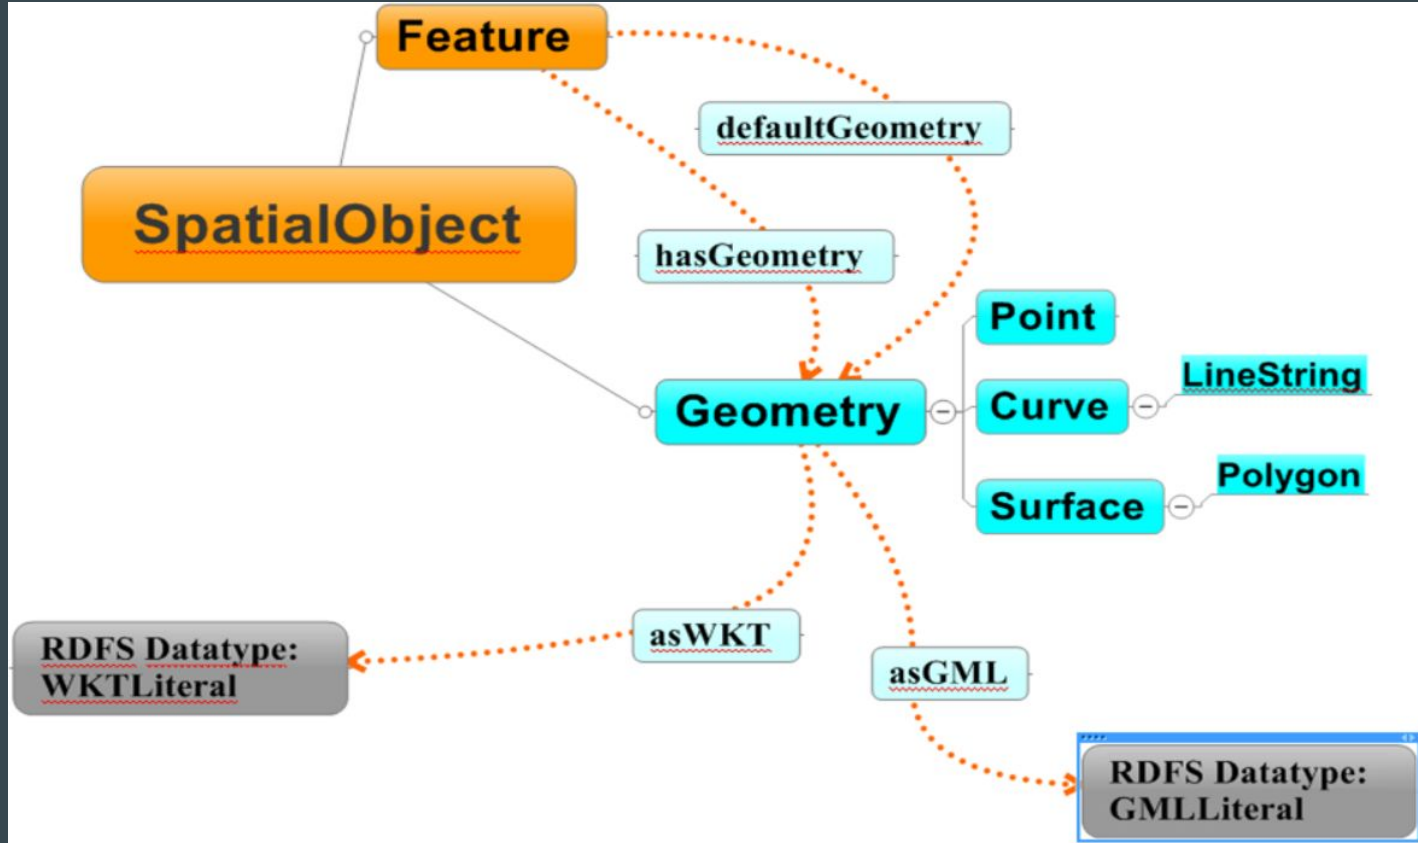 Feature
defaultGeometry
SpatialObject
hasGeometry
Point
LineString
Geometry
Curve
Polygon
Surface
asWKT
RDFS Datatype:
WKTLiteral
asGML
RDFS Datatype:
GMLLiteral